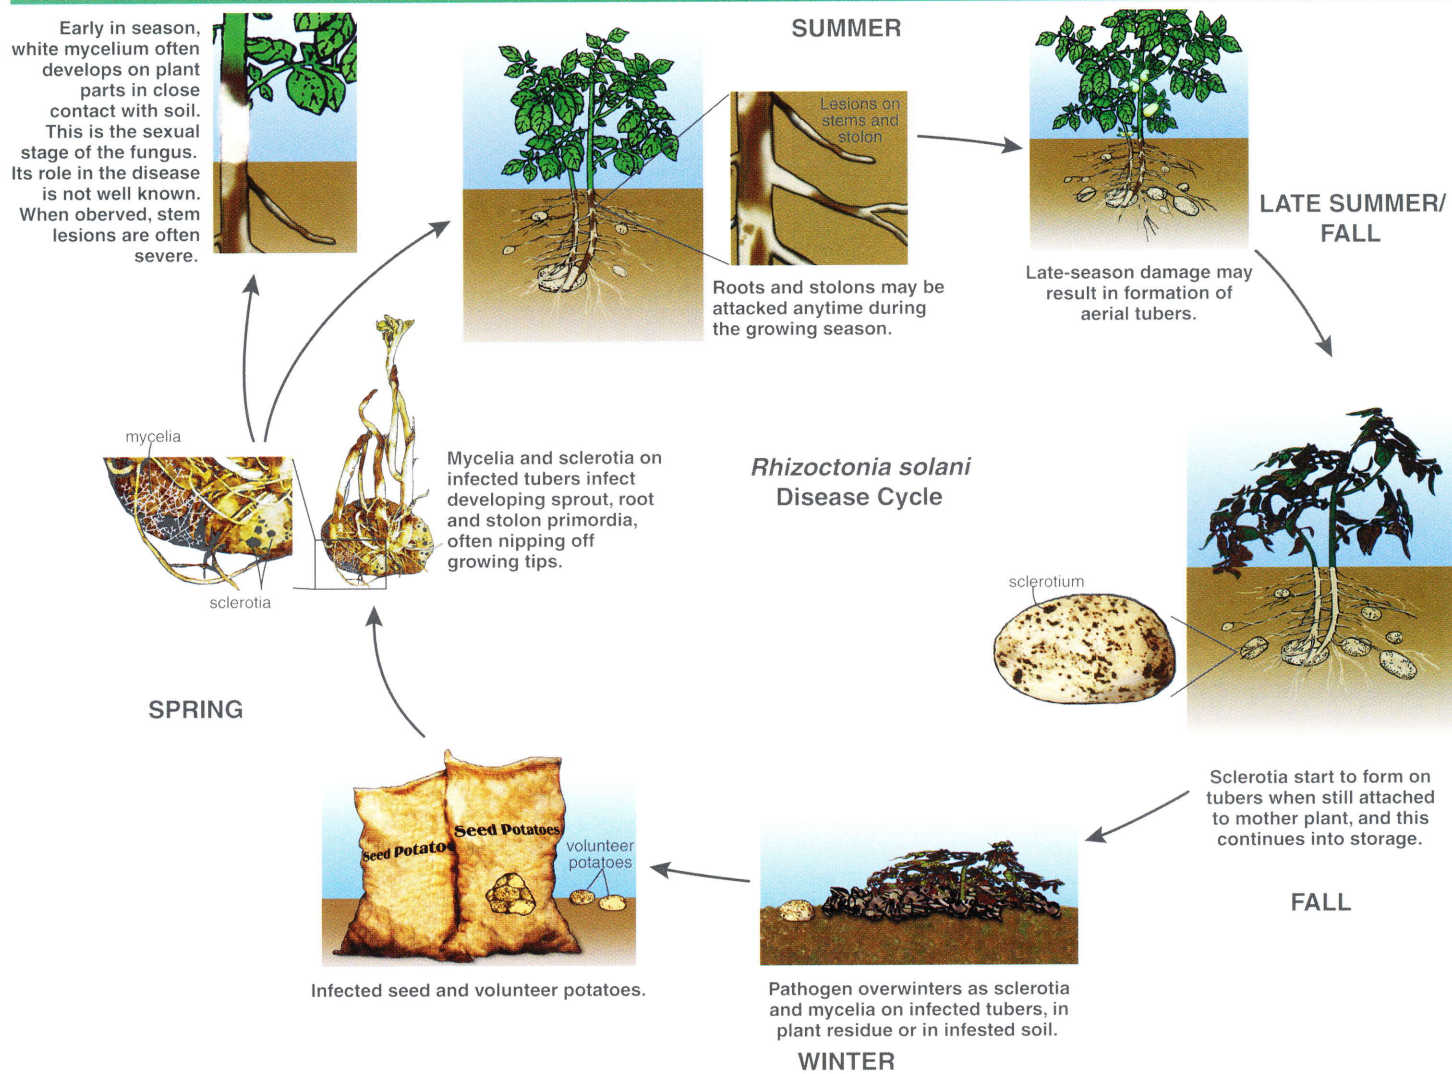 Early in season,
white mycelium often
develops on plant
parts in close
contact with soil.
This is the sexual
stage of the fungus.
Its role in the disease
is not well known.
When oberved, stem
lesions are often
severe.
SUMMER
Lesions on
stems and
stolon
Roots and stolons may be
attacked anytime during
the growing season.
LATE SUMMER/
FALL
Late-season damage may
result in formation of
aerial tubers.
mycelia
sclerotia
Mycelia and sclerotia on
infected tubers infect
developing sprout, root
and stolon primordia,
often nipping off
growing tips.
Rhizoctonia solani
Disease Cycle
sclerotium
SPRING
Seed Potatoes
Seed Potatoe
volunteer
potatoes
Infected seed and volunteer potatoes.
Sclerotia start to form on
tubers when still attached
to mother plant, and this
continues into storage.
FALL
Pathogen overwinters as sclerotia
and mycelia on infected tubers, in
plant residue or in infested soil.
WINTER